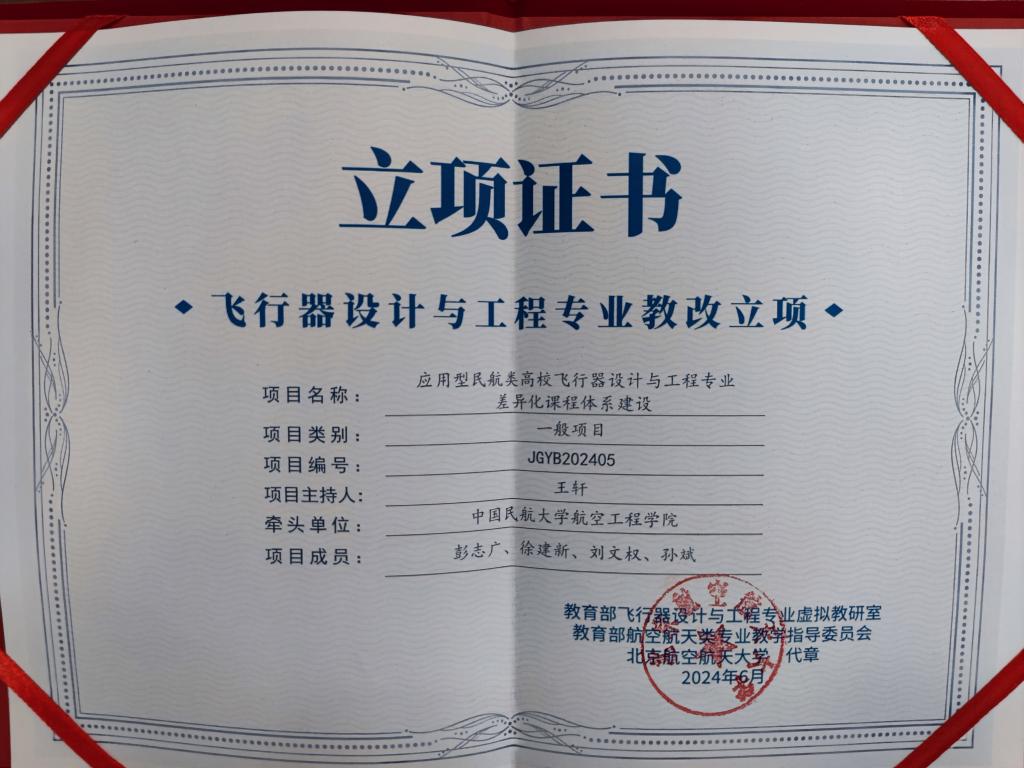 立项证书
飞行器设计与工程专业教改立项
项目名称：应用型民航类高校飞行器设计与工程专业
差异化课程体系建设
项目类别：一般项目
项目编号：JGYB202405
项目主持人：王轩
牵头单位：中国民航大学航空工程学院
项目成员：彭志广、徐建新、刘文权、孙斌
教育部飞行器设计与工程专业虚拟教研室
教育部航空航天类专业教学指导委员会
北京航空航天大学 代章
2024年6月